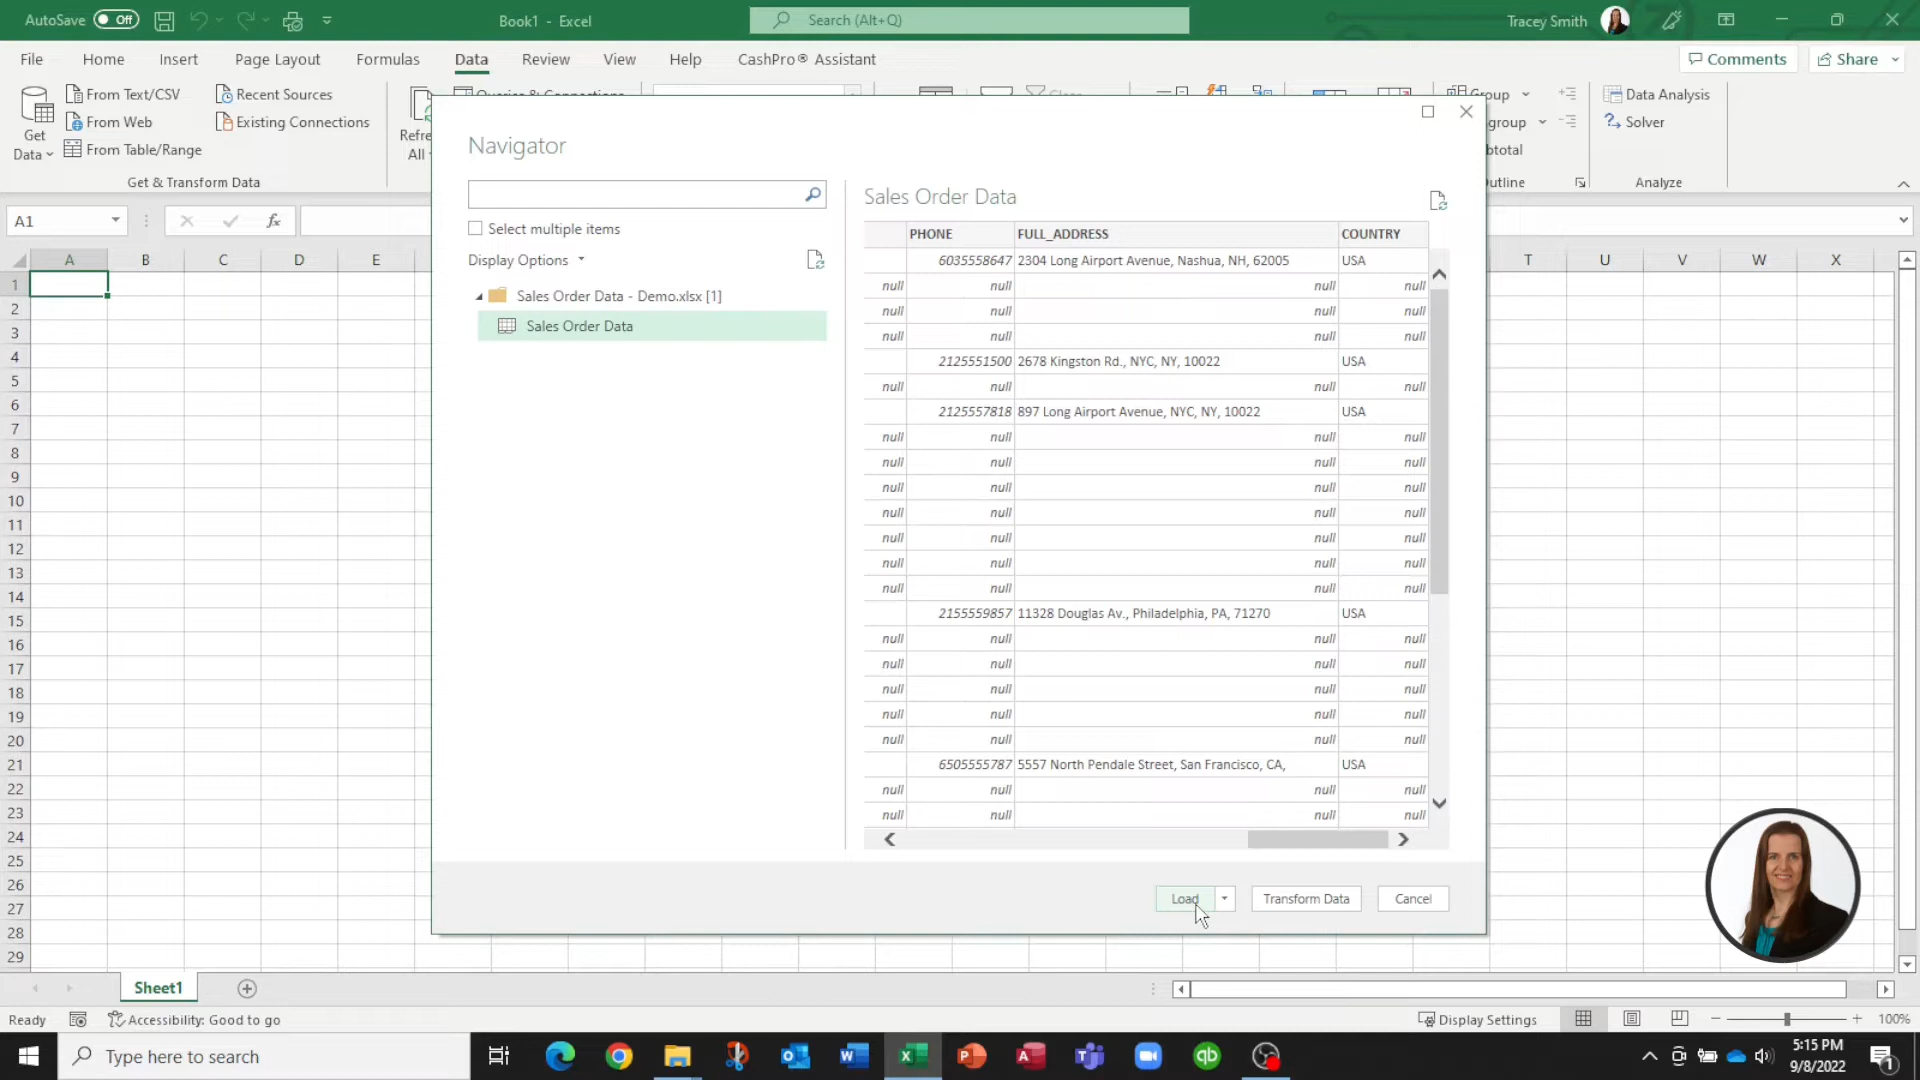 AutoSave Off
Book1 - Excel
Search (Alt+Q)
Tracey Smith
File Home Insert Page Layout Formulas Data Review View Help CashPro® Assistant
Comments Share
Get Data
From Text/CSV
From Web
From Table/Range
Recent Sources
Existing Connections
Get & Transform Data
Refre
All
Queries & Connections
Clear
Group
group
btotal
utline
Data Analysis
Solver
Analyze
A1
fx
A B C D E T U V W X
1
2
3
4
5
6
7
8
9
10
11
12
13
14
15
16
17
18
19
20
21
22
23
24
25
26
27
28
29
Navigator
Select multiple items
Display Options
Sales Order Data - Demo.xlsx [1]
Sales Order Data
Sales Order Data
PHONE FULL_ADDRESS COUNTRY
6035558647 2304 Long Airport Avenue, Nashua, NH, 62005 USA
null null null null
null null null null
null null null null
2125551500 2678 Kingston Rd., NYC, NY, 10022 USA
null null null null
2125557818 897 Long Airport Avenue, NYC, NY, 10022 USA
null null null null
null null null null
null null null null
null null null null
null null null null
null null null null
null null null null
2155559857 11328 Douglas Av., Philadelphia, PA, 71270 USA
null null null null
null null null null
null null null null
null null null null
null null null null
6505555787 5557 North Pendale Street, San Francisco, CA, USA
null null null null
null null null null
Load Transform Data Cancel
Sheet1
Ready Accessibility: Good to go
Display Settings
100%
Type here to search
5:15 PM
9/8/2022
1